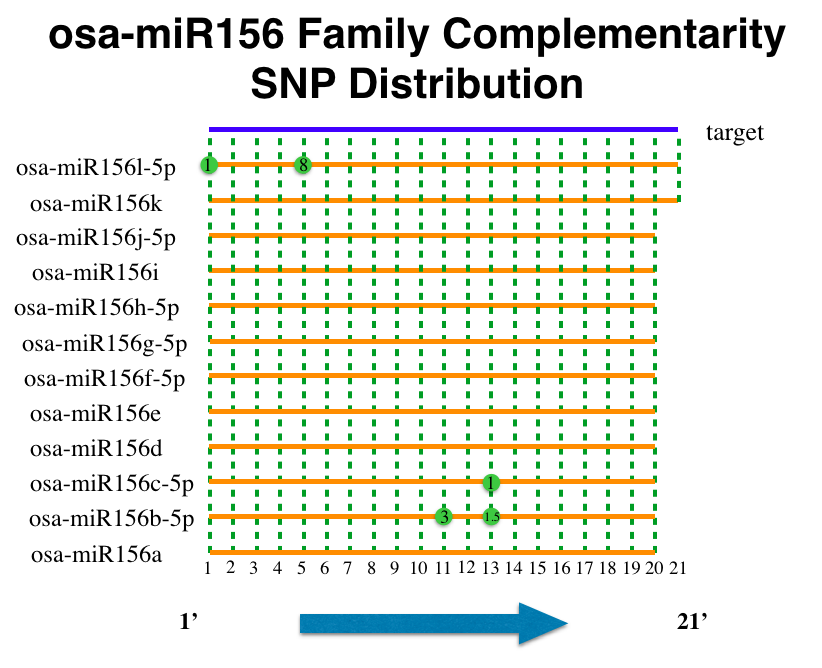 osa-miR156 Family Complementarity
SNP Distribution
target
osa-miR156l-5p
1 8
osa-miR156k
osa-miR156j-5p
osa-miR156i
osa-miR156h-5p
osa-miR156g-5p
osa-miR156f-5p
osa-miR156e
osa-miR156d
osa-miR156c-5p
1
osa-miR156b-5p
3 1.5
osa-miR156a
1 2 3 4 5 6 7 8 9 10 11 12 13 14 15 16 17 18 19 20 21
1’ 21’